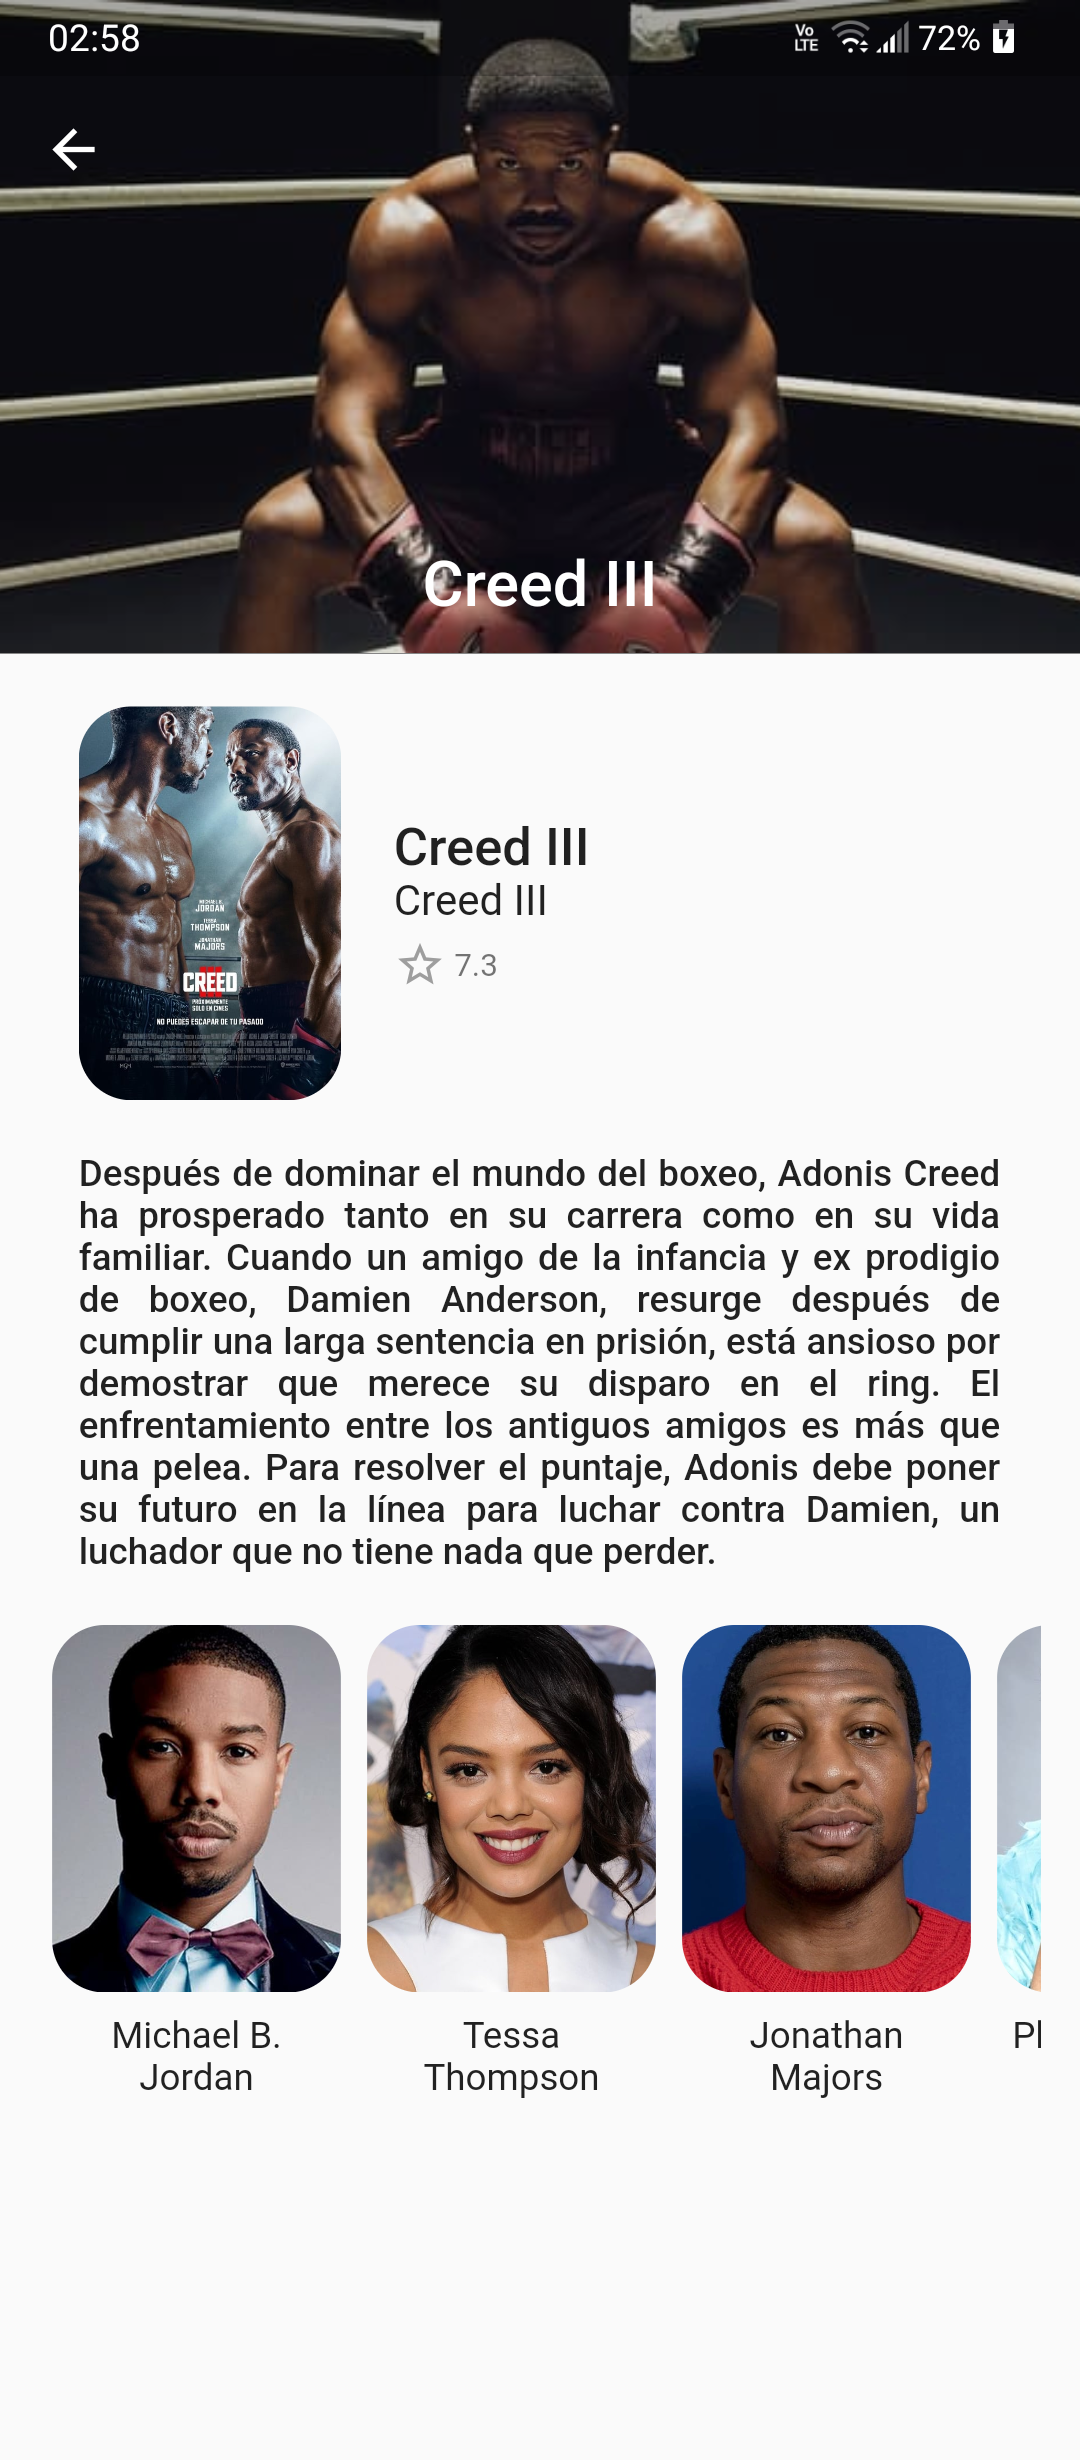 02:58
Vo
LTE
72%
CREED
Creed III
MICHAEL B.
JORDAN
TESSA
THOMPSON
JONATHAN
MAJORS
CREED
III
PRÓXIMAMENTE
SOLO EN CINES
NO PUEDES ESCAPAR DE TU PASADO
MGM
Creed III
Creed III
7.3
Después de dominar el mundo del boxeo, Adonis Creed
ha prosperado tanto en su carrera como en su vida
familiar. Cuando un amigo de la infancia y ex prodigio
de boxeo, Damien Anderson, resurge después de
cumplir una larga sentencia en prisión, está ansioso por
demostrar que merece su disparo en el ring. El
enfrentamiento entre los antiguos amigos es más que
una pelea. Para resolver el puntaje, Adonis debe poner
su futuro en la línea para luchar contra Damien, un
luchador que no tiene nada que perder.
Michael B.
Jordan
Tessa
Thompson
Jonathan
Majors